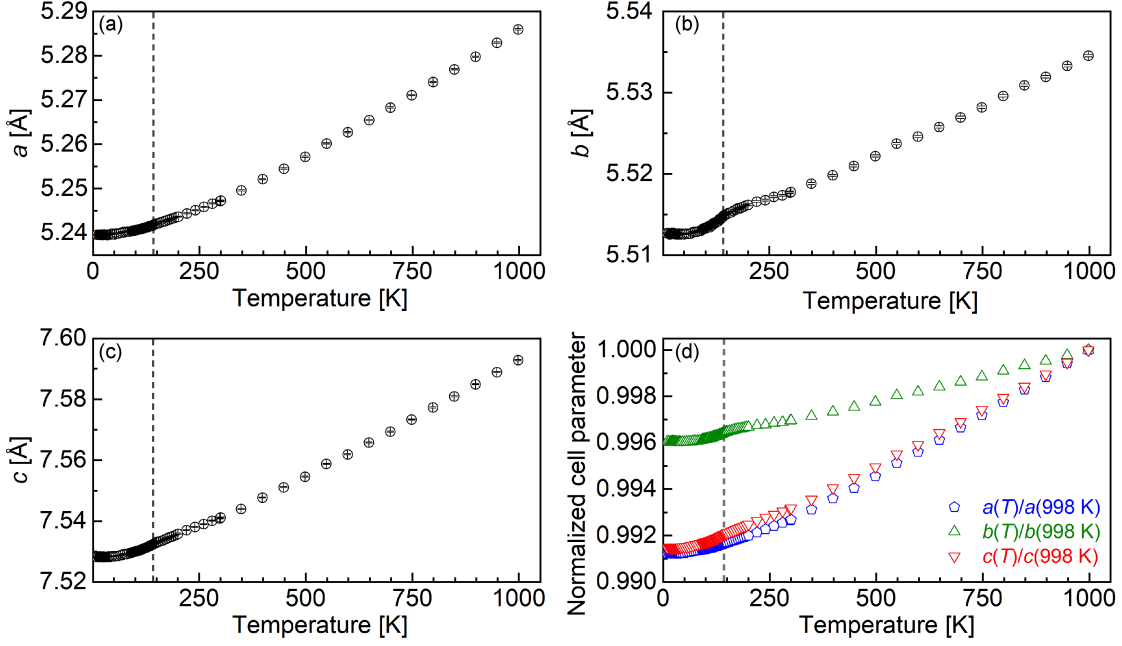 (a)
5.29
5.28
5.27
5.26
5.25
5.24
a [Å]
0 250 500 750 1000
Temperature [K]
(b)
5.54
5.53
5.52
5.51
b [Å]
0 250 500 750 1000
Temperature [K]
(c)
7.60
7.58
7.56
7.54
7.52
c [Å]
0 250 500 750 1000
Temperature [K]
(d)
1.000
0.998
0.996
0.994
0.992
0.990
Normalized cell parameter
a(T)/a(998 K)
b(T)/b(998 K)
c(T)/c(998 K)
0 250 500 750 1000
Temperature [K]